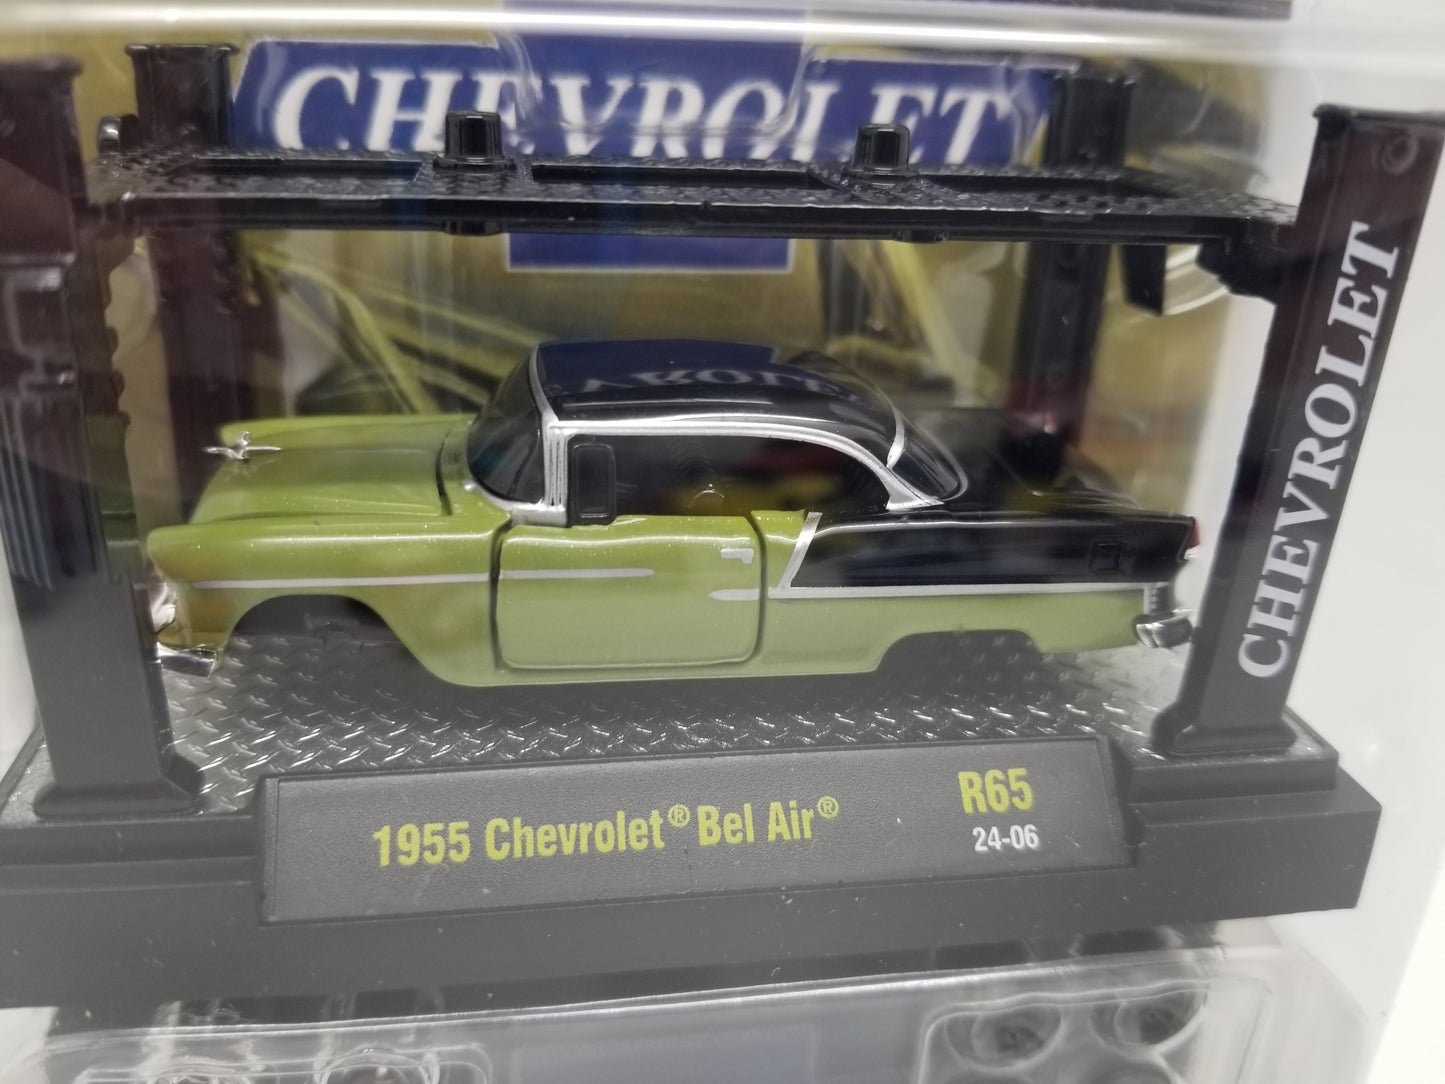 CHEVROLET
CHEVROLET
1955 Chevrolet® Bel Air®
R65
24-06